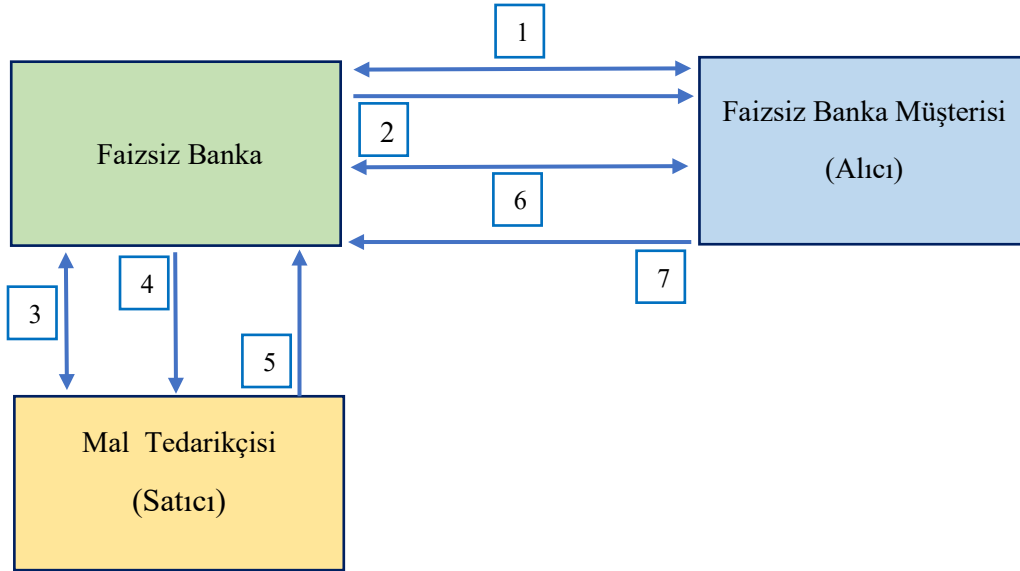 1
Faizsiz Banka
Faizsiz Banka Müşterisi
(Alıcı)
2
6
7
3
4
5
Mal Tedarikçisi
(Satıcı)